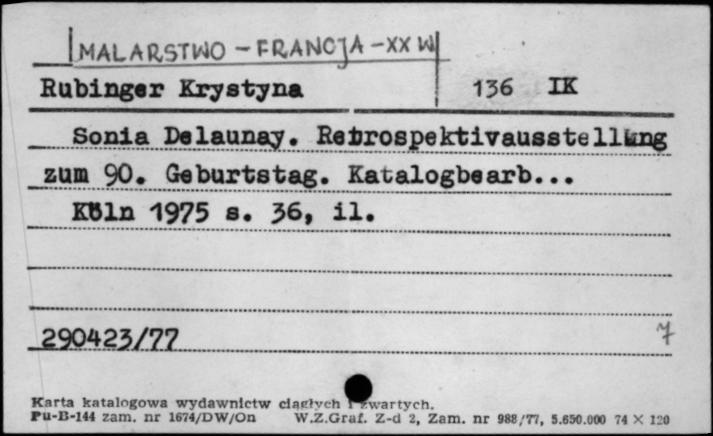 MALARSTWO - FRANCJA - XX W
Rubinger Krystyna 136 IK
Sonia Delaunay. Retrospektivausstellung
zum 90. Geburtstag. Katalogbearb...
Köln 1975 s. 36, il.
290423/77 7
Karta katalogowa wydawnictw ciągłych i zwartych.
Pu-B-144 zam. nr 1674/DW/On W.Z.Graf. Z-d 2, Zam. nr 988/77, 5.650.000 74 × 120